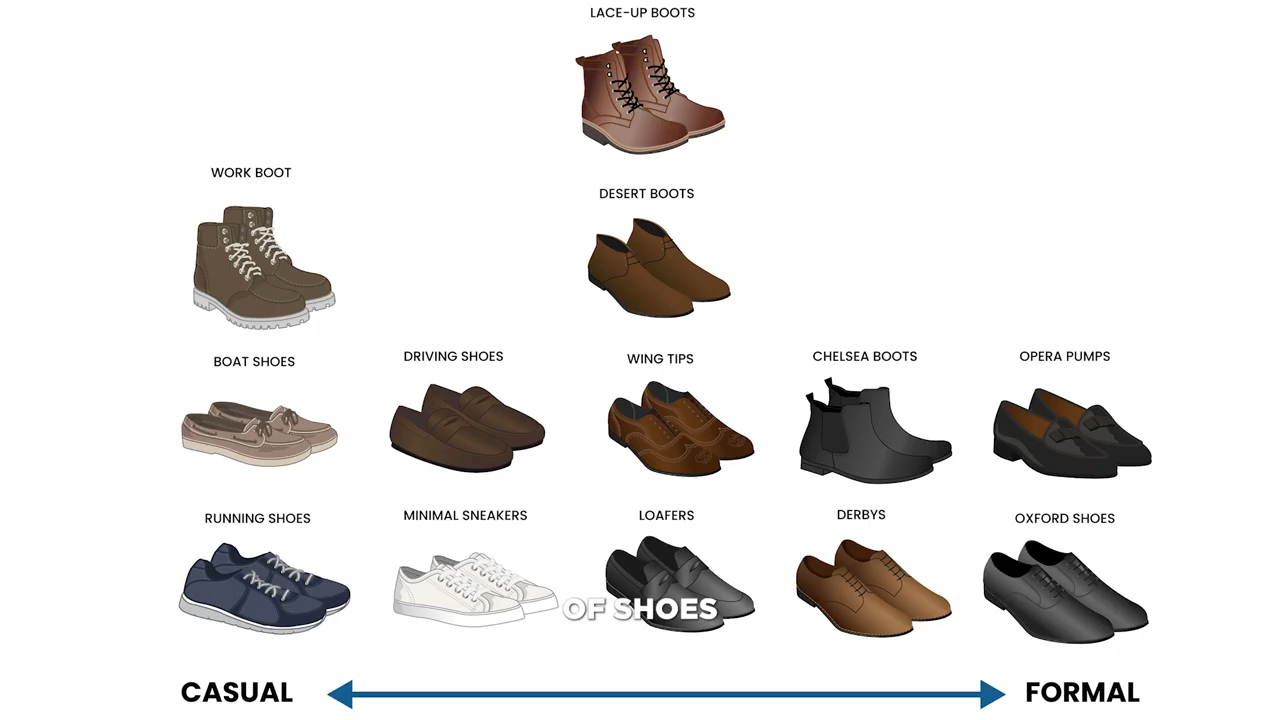 LACE-UP BOOTS
WORK BOOT
DESERT BOOTS
BOAT SHOES
DRIVING SHOES
WING TIPS
CHELSEA BOOTS
OPERA PUMPS
RUNNING SHOES
MINIMAL SNEAKERS
LOAFERS
DERBYS
OXFORD SHOES
OF SHOES
CASUAL
FORMAL